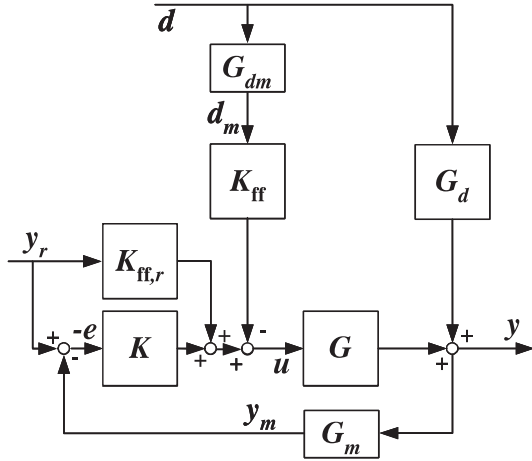 d
G_dm
d_m
K_ff
G_d
y_r
K_ff,r
+
-e
K
+
+
-
+
u
G
+
y
-
+
+
y_m
G_m